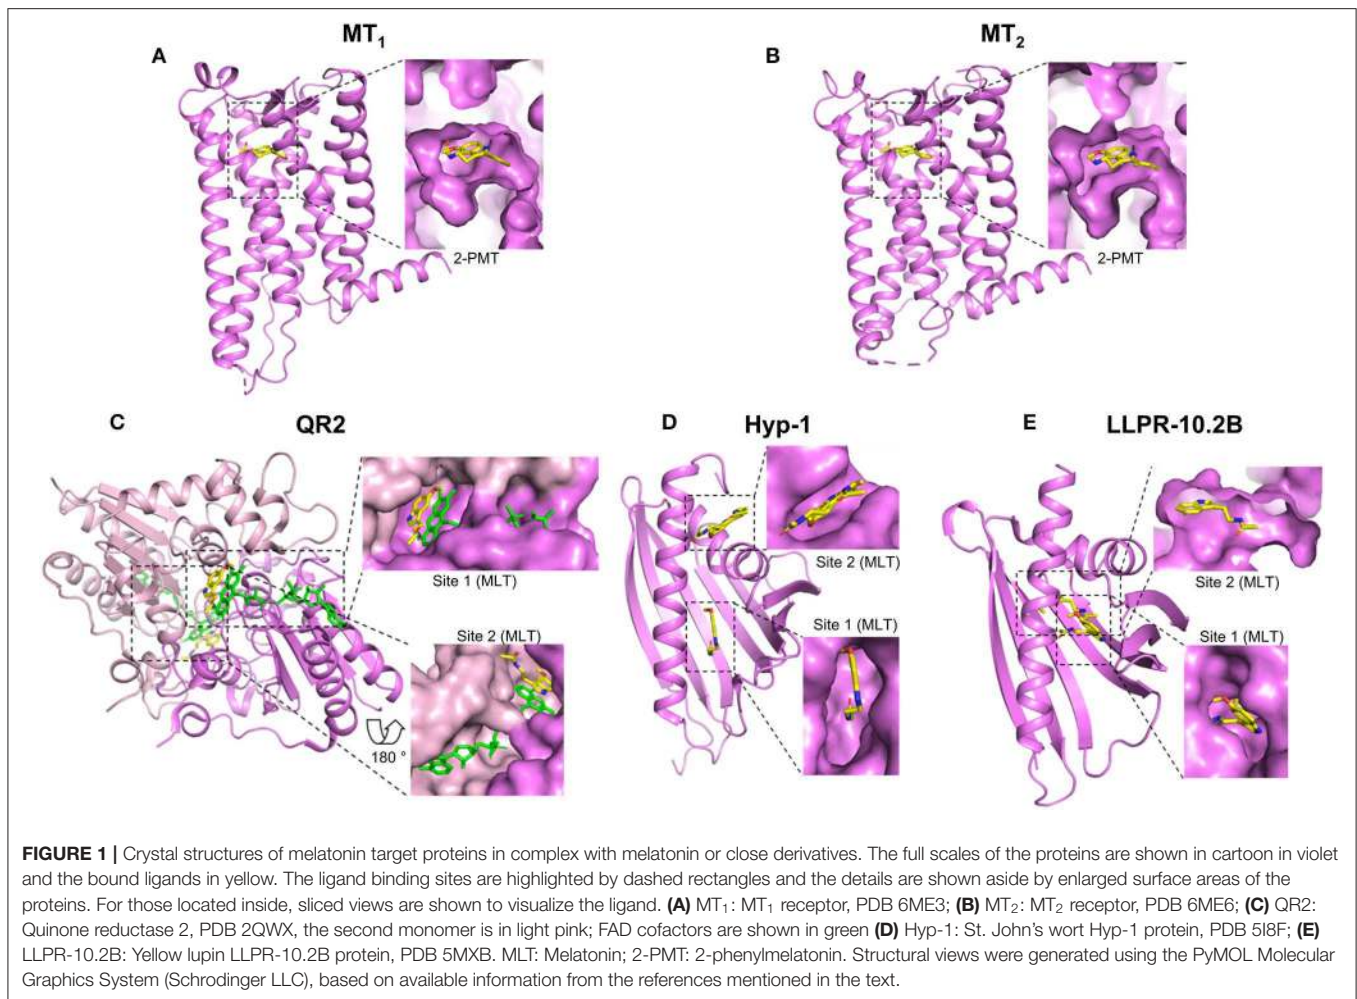 MT₁
MT₂
A
B
2-PMT
2-PMT
C
QR2
D
Hyp-1
E
LLPR-10.2B
Site 1 (MLT)
Site 2 (MLT)
180 °
Site 2 (MLT)
Site 1 (MLT)
Site 2 (MLT)
Site 1 (MLT)
FIGURE 1 | Crystal structures of melatonin target proteins in complex with melatonin or close derivatives. The full scales of the proteins are shown in cartoon in violet
and the bound ligands in yellow. The ligand binding sites are highlighted by dashed rectangles and the details are shown aside by enlarged surface areas of the
proteins. For those located inside, sliced views are shown to visualize the ligand. (A) MT₁: MT₁ receptor, PDB 6ME3; (B) MT₂: MT₂ receptor, PDB 6ME6; (C) QR2:
Quinone reductase 2, PDB 2QWX, the second monomer is in light pink; FAD cofactors are shown in green (D) Hyp-1: St. John's wort Hyp-1 protein, PDB 5I8F; (E)
LLPR-10.2B: Yellow lupin LLPR-10.2B protein, PDB 5MXB. MLT: Melatonin; 2-PMT: 2-phenylmelatonin. Structural views were generated using the PyMOL Molecular
Graphics System (Schrodinger LLC), based on available information from the references mentioned in the text.